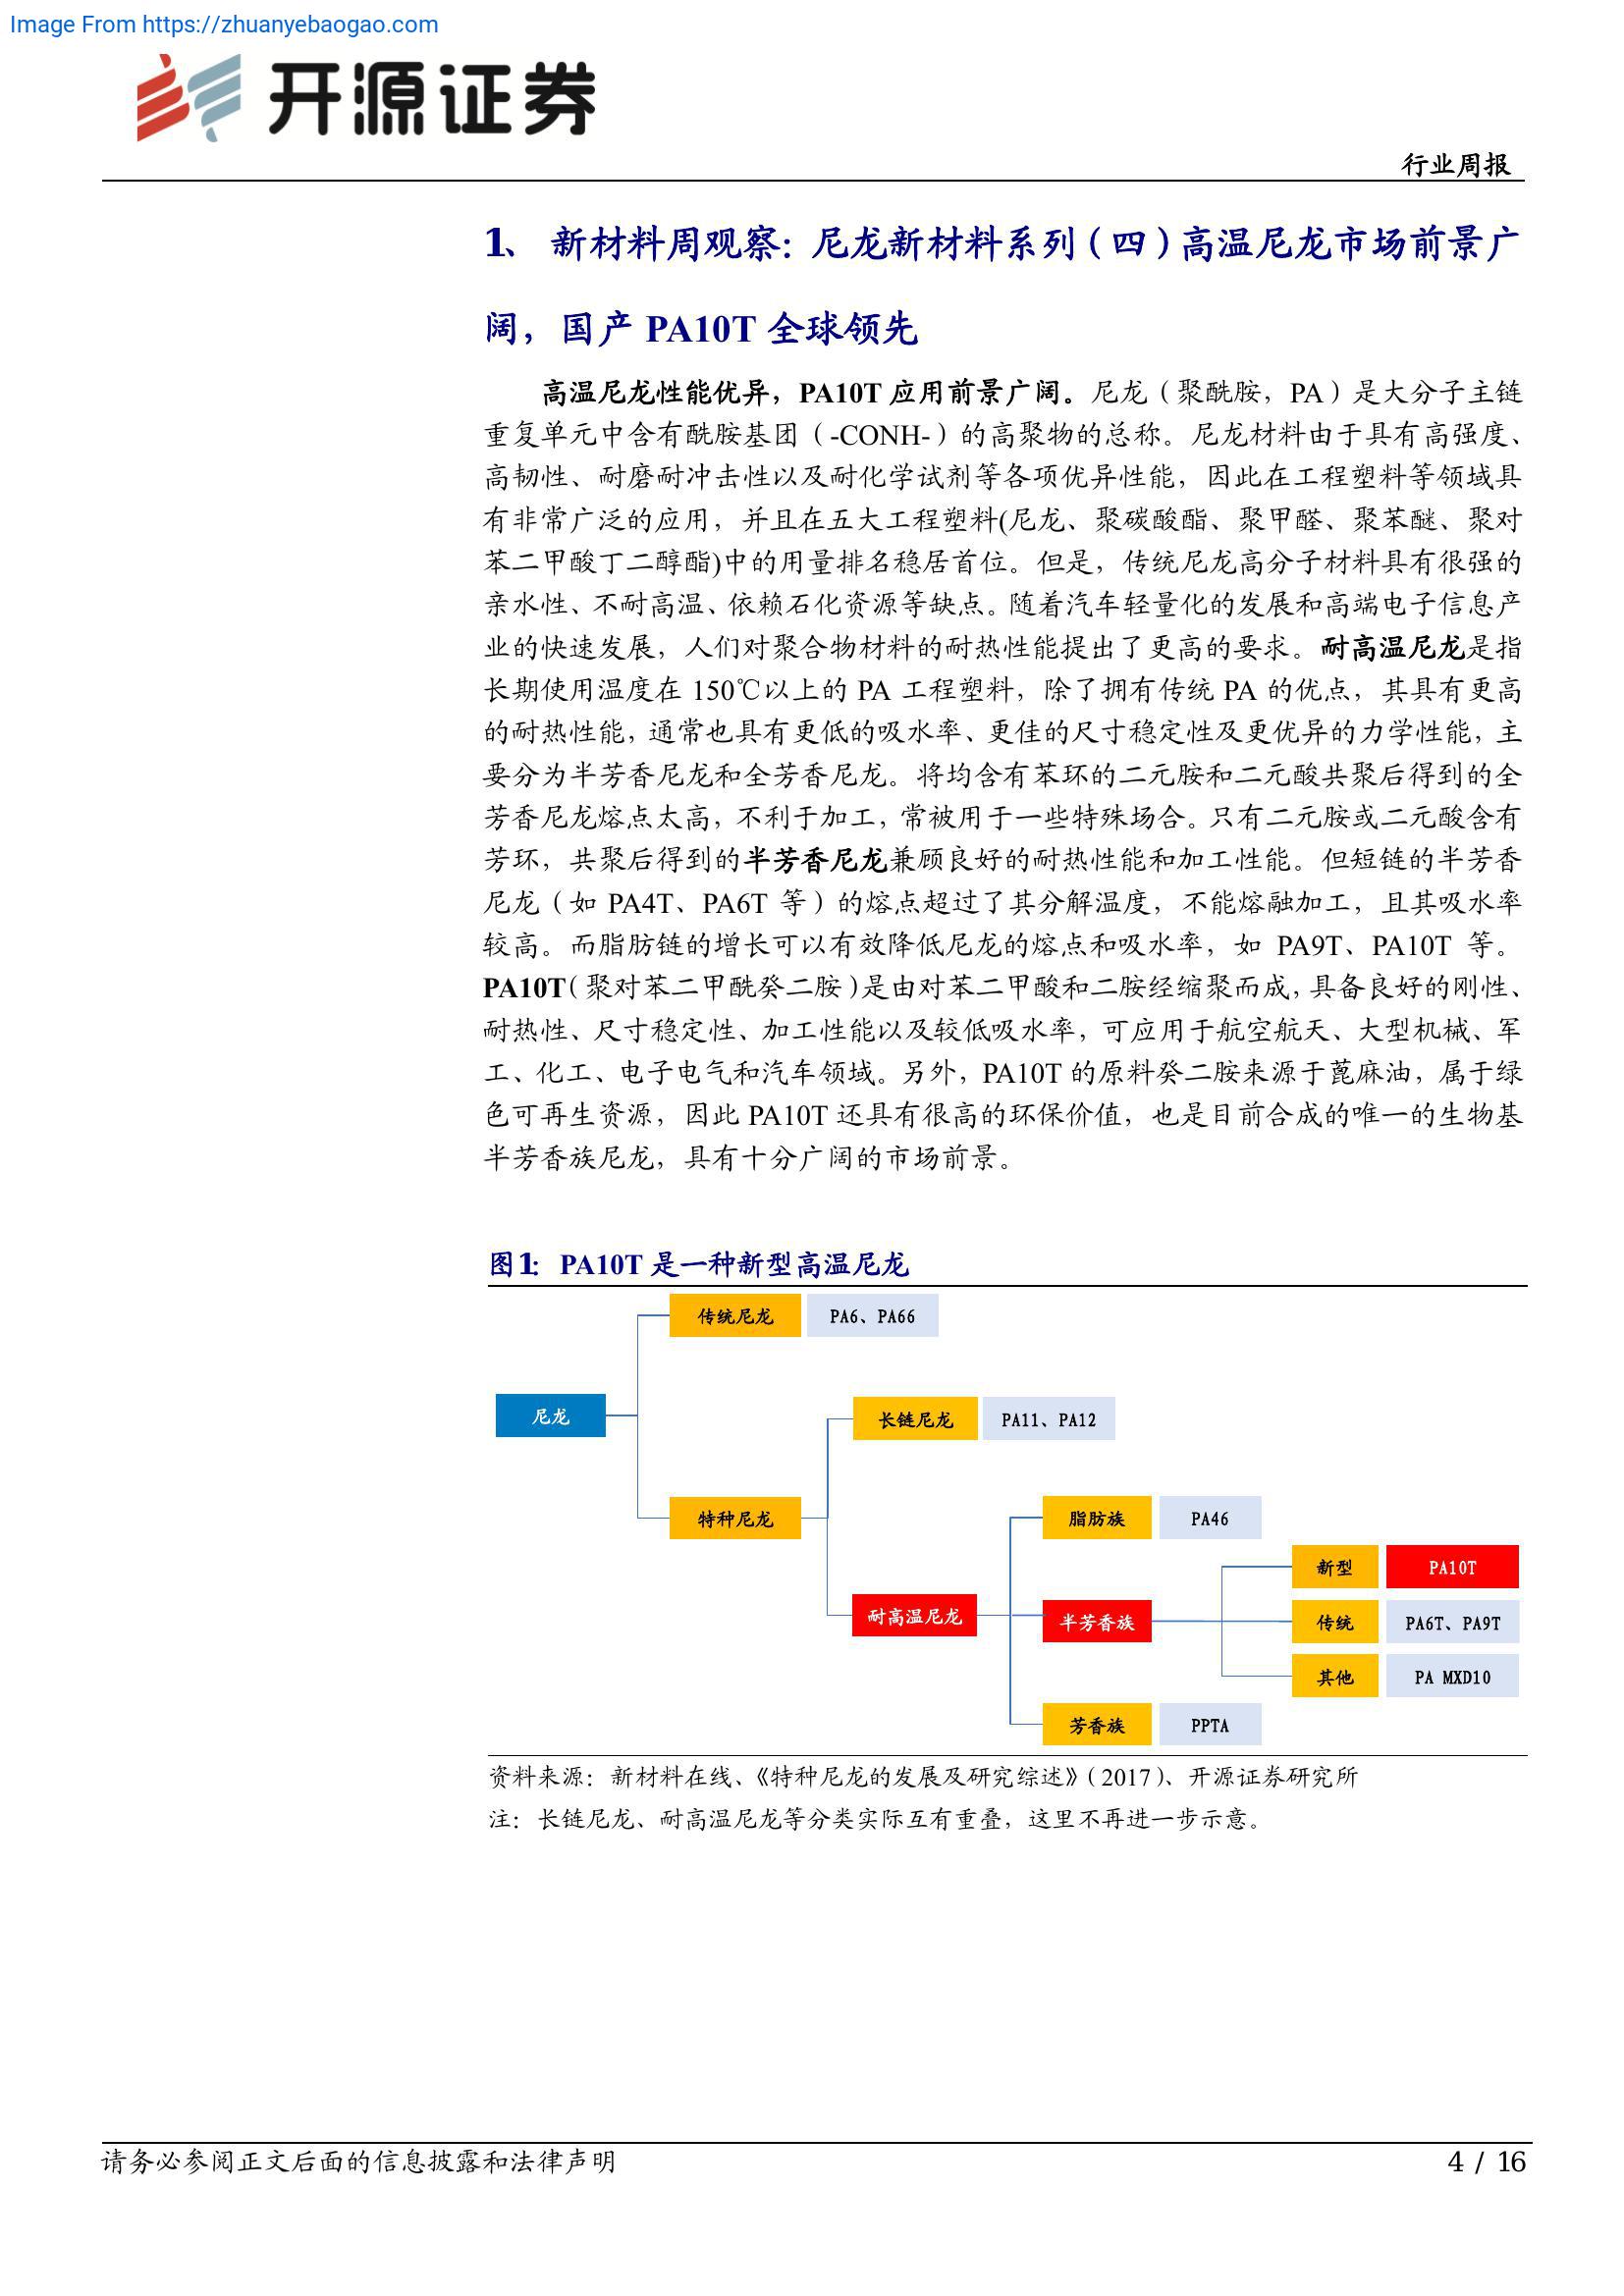 Image From https://zhuanyebaogao.com
开源证券
行业周报
1、 新材料周观察：尼龙新材料系列（四）高温尼龙市场前景广
阔，国产 PA10T 全球领先
高温尼龙性能优异，PA10T 应用前景广阔。尼龙（聚酰胺，PA）是大分子主链
重复单元中含有酰胺基团（-CONH-）的高聚物的总称。尼龙材料由于具有高强度、
高韧性、耐磨耐冲击性以及耐化学试剂等各项优异性能，因此在工程塑料等领域具
有非常广泛的应用，并且在五大工程塑料(尼龙、聚碳酸酯、聚甲醛、聚苯醚、聚对
苯二甲酸丁二醇酯)中的用量排名稳居首位。但是，传统尼龙高分子材料具有很强的
亲水性、不耐高温、依赖石化资源等缺点。随着汽车轻量化的发展和高端电子信息产
业的快速发展，人们对聚合物材料的耐热性能提出了更高的要求。耐高温尼龙是指
长期使用温度在 150℃以上的 PA 工程塑料，除了拥有传统 PA 的优点，其具有更高
的耐热性能，通常也具有更低的吸水率、更佳的尺寸稳定性及更优异的力学性能，主
要分为半芳香尼龙和全芳香尼龙。将均含有苯环的二元胺和二元酸共聚后得到的全
芳香尼龙熔点太高，不利于加工，常被用于一些特殊场合。只有二元胺或二元酸含有
芳环，共聚后得到的半芳香尼龙兼顾良好的耐热性能和加工性能。但短链的半芳香
尼龙（如 PA4T、PA6T 等）的熔点超过了其分解温度，不能熔融加工，且其吸水率
较高。而脂肪链的增长可以有效降低尼龙的熔点和吸水率，如 PA9T、PA10T 等。
PA10T（聚对苯二甲酰癸二胺）是由对苯二甲酸和二胺经缩聚而成，具备良好的刚性、
耐热性、尺寸稳定性、加工性能以及较低吸水率，可应用于航空航天、大型机械、军
工、化工、电子电气和汽车领域。另外，PA10T 的原料癸二胺来源于蓖麻油，属于绿
色可再生资源，因此 PA10T 还具有很高的环保价值，也是目前合成的唯一的生物基
半芳香族尼龙，具有十分广阔的市场前景。
图1： PA10T 是一种新型高温尼龙
传统尼龙 PA6、PA66
尼龙
长链尼龙 PA11、PA12
特种尼龙
脂肪族 PA46
新型 PA10T
耐高温尼龙
半芳香族
传统 PA6T、PA9T
其他 PA MXD10
芳香族 PPTA
资料来源：新材料在线、《特种尼龙的发展及研究综述》（2017）、开源证券研究所
注：长链尼龙、耐高温尼龙等分类实际互有重叠，这里不再进一步示意。
请务必参阅正文后面的信息披露和法律声明
4 / 16